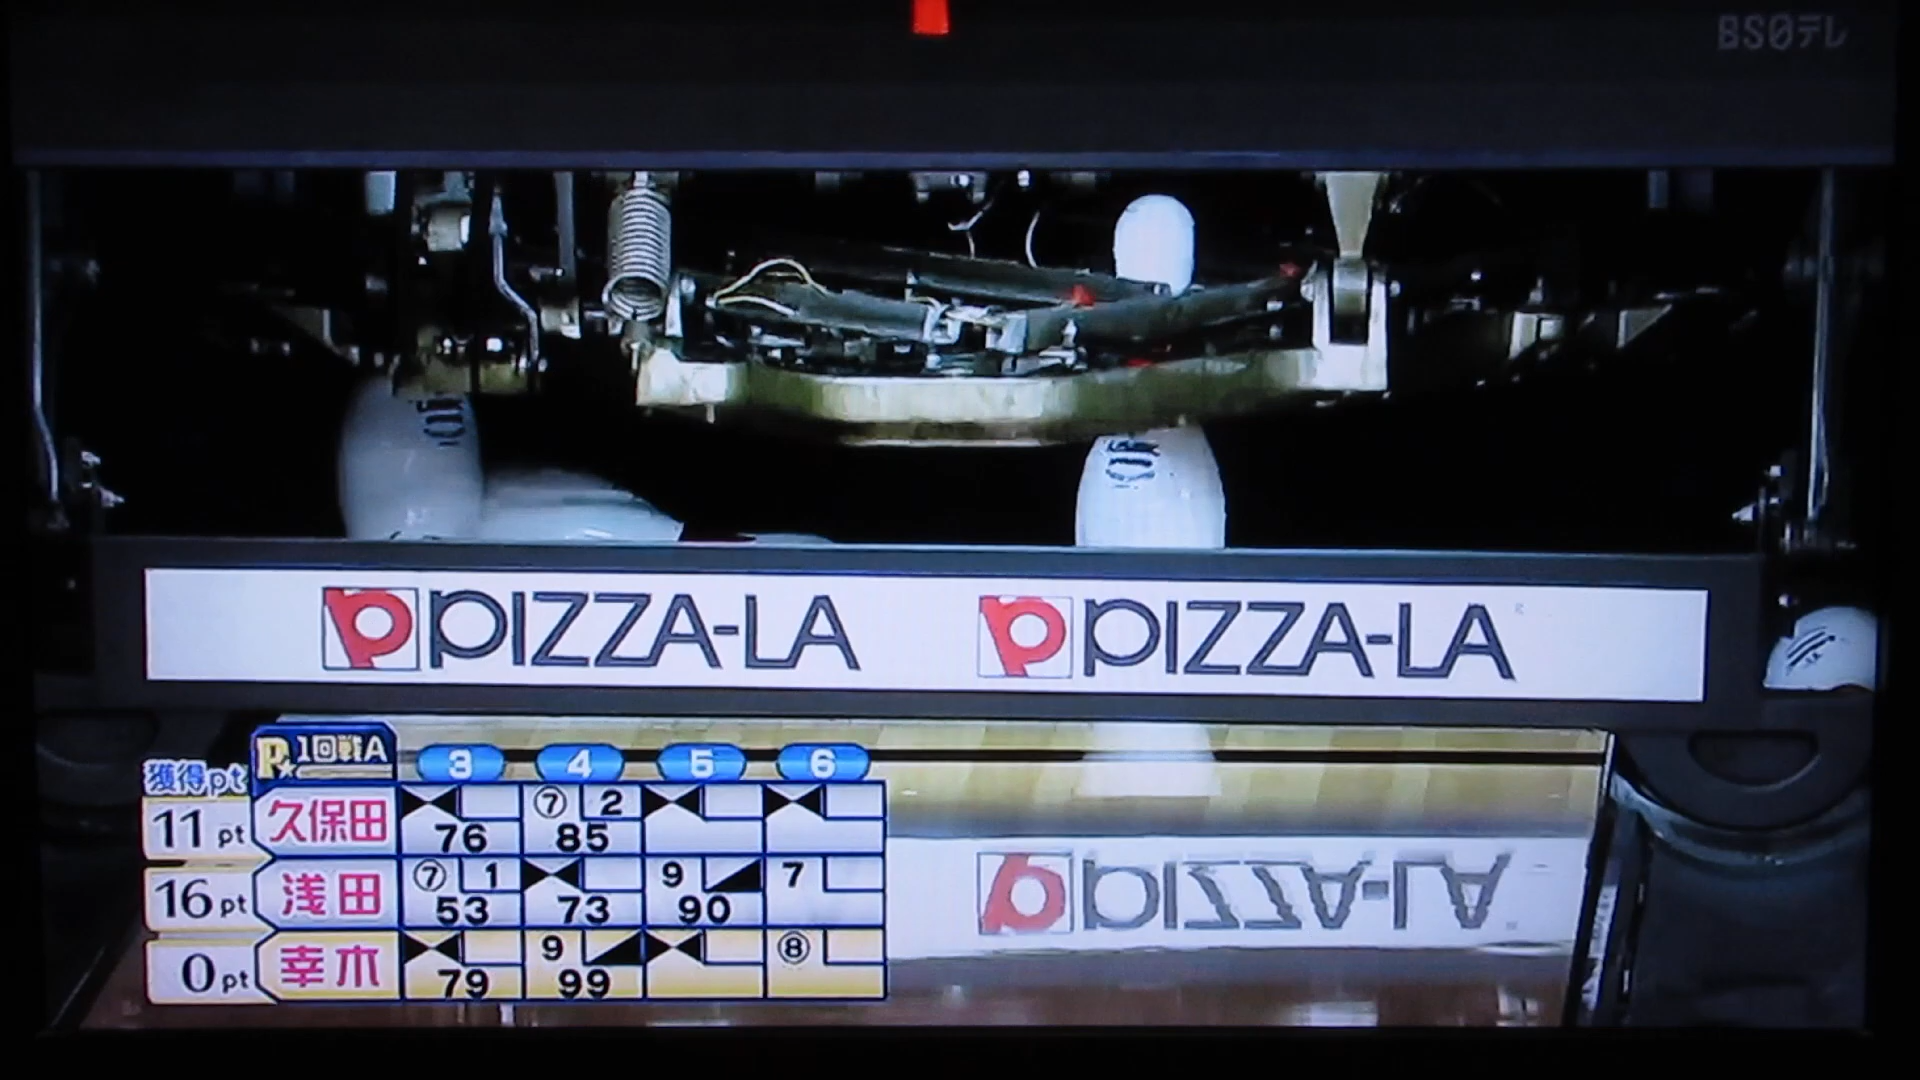 BS日テレ
PIZZA-LA PIZZA-LA
P★ 1回戦A
獲得pt 3 4 5 6
11pt 久保田 ⑦ 2
76 85
16pt 浅田 ⑦ 1 9 7
53 73 90
0pt 幸木 9 ⑧
79 99